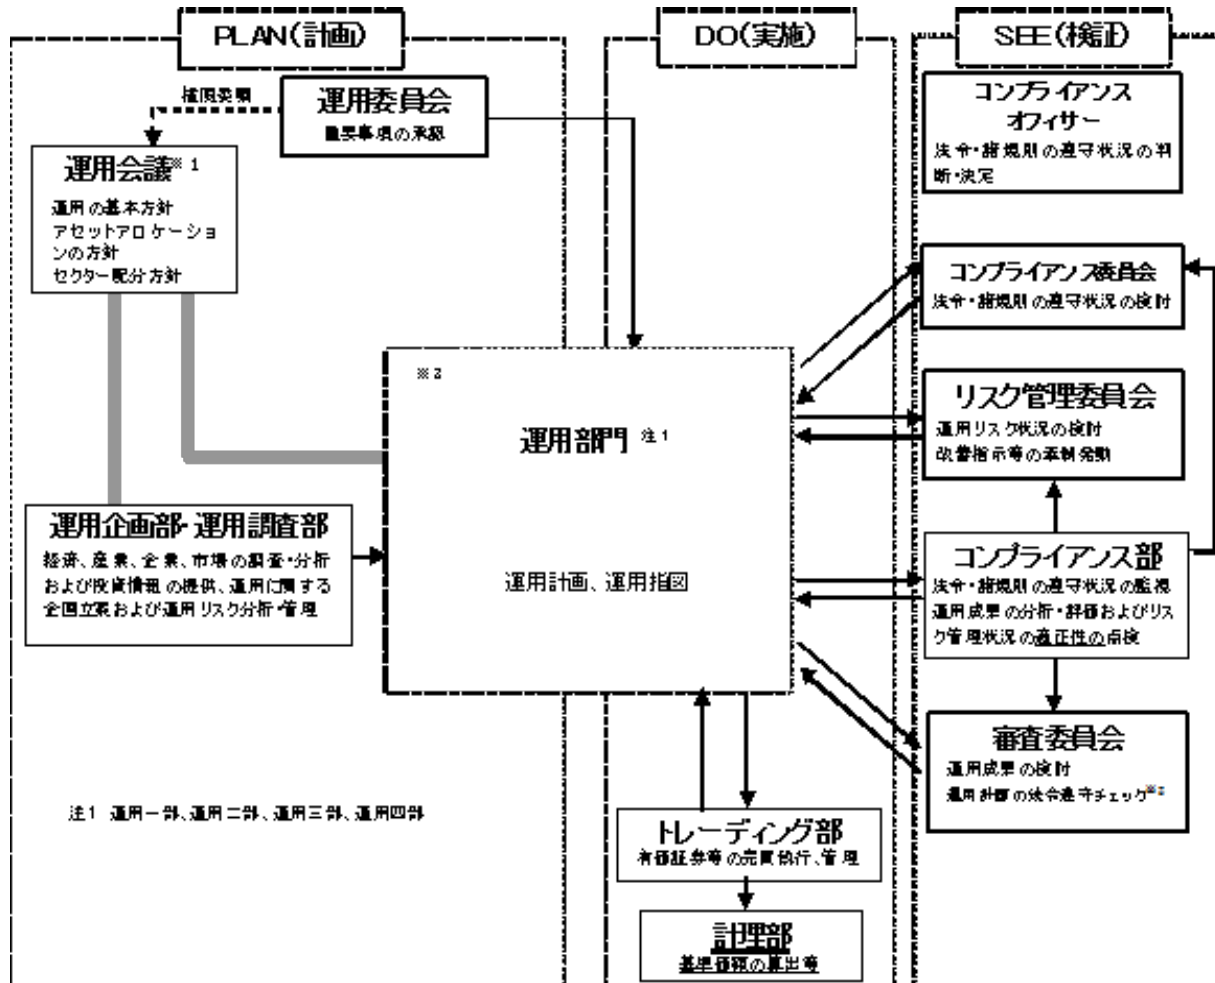 PLAN(計画)
権限委譲
運用委員会
重要事項の承認
運用会議※1
運用の基本方針
アセットアロケーショ
ンの方針
セクター配分方針
運用企画部・運用調査部
経済、産業、企業、市場の調査・分析
および投資情報の提供、運用に関する
企画立案および運用リスク分析・管理
注1 運用一部、運用二部、運用三部、運用四部
DO(実施)
※2
運用部門 注1
運用計画、運用指図
トレーディング部
有価証券等の売買執行、管理
計理部
基準価額の算出等
SEE(検証)
コンプライアンス
オフィサー
法令・諸規則の遵守状況の判
断・決定
コンプライアンス委員会
法令・諸規則の遵守状況の検討
リスク管理委員会
運用リスク状況の検討
改善指示等の牽制発動
コンプライアンス部
法令・諸規則の遵守状況の監視
運用成果の分析・評価およびリス
ク管理状況の適正性の点検
審査委員会
運用成果の検討
運用計画の法令遵守チェック